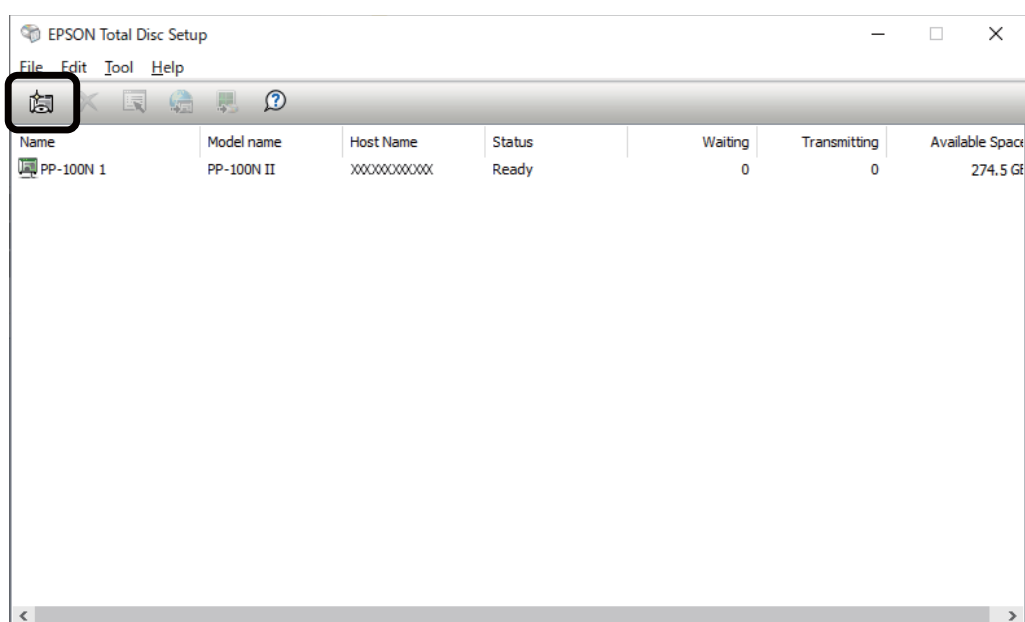 EPSON Total Disc Setup
File Edit Tool Help
Name Model name Host Name Status Waiting Transmitting Available Space
PP-100N 1 PP-100N II XXXXXXXXXXX Ready 0 0 274.5 GB